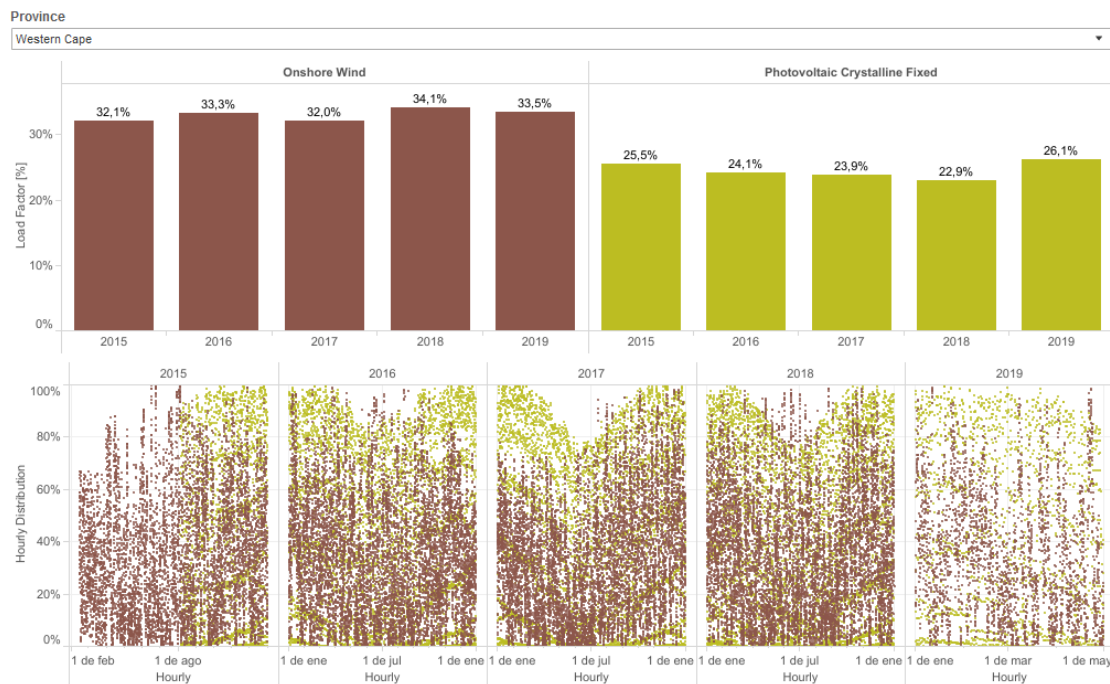 Province
Western Cape
Onshore Wind
Photovoltaic Crystalline Fixed
Load Factor [%]
30%
20%
10%
0%
32,1%
33,3%
32,0%
34,1%
33,5%
25,5%
24,1%
23,9%
22,9%
26,1%
2015 2016 2017 2018 2019 2015 2016 2017 2018 2019
2015 2016 2017 2018 2019
Hourly Distribution
100%
80%
60%
40%
20%
0%
1 de feb 1 de ago 1 de ene 1 de jul 1 de ene 1 de ene 1 de jul 1 de ene 1 de ene 1 de jul 1 de ene 1 de ene 1 de mar 1 de may
Hourly Hourly Hourly Hourly Hourly